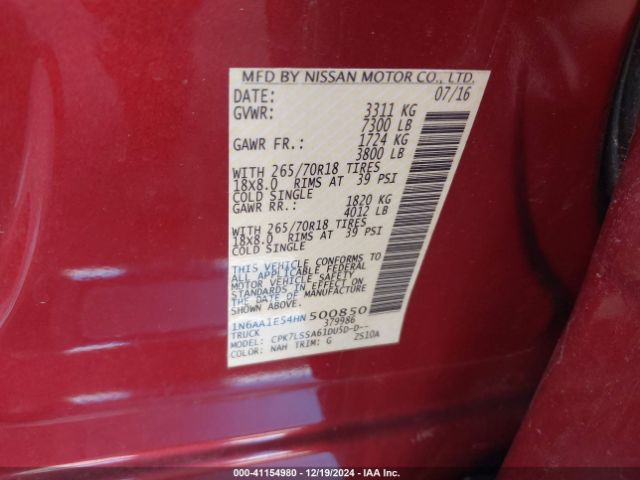 MFD BY NISSAN MOTOR CO., LTD.
DATE: 07/16
GVWR: 3311 KG
7300 LB
GAWR FR.: 1724 KG
3800 LB
WITH 265/70R18 TIRES
18X8.0 RIMS AT 39 PSI
COLD SINGLE
GAWR RR.: 1820 KG
4012 LB
WITH 265/70R18 TIRES
18X8.0 RIMS AT 39 PSI
COLD SINGLE
THIS VEHICLE CONFORMS TO
ALL APPLICABLE FEDERAL
MOTOR VEHICLE SAFETY
STANDARDS IN EFFECT ON
THE DATE OF MANUFACTURE
SHOWN ABOVE.
1N6AA1E54HN500850
TRUCK 379986
MODEL: CPK7LSSA61DU5D-D--
COLOR: NAH TRIM: G ZS10A
000-41154980 - 12/19/2024 - IAA Inc.